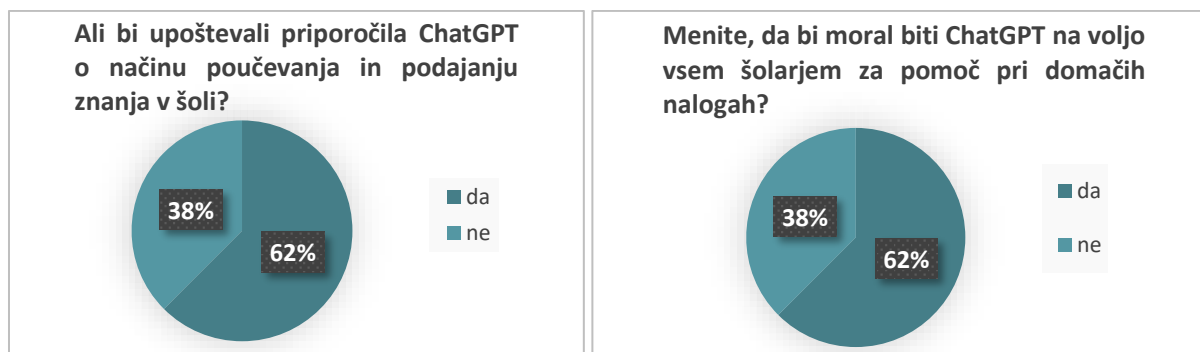 Ali bi upoštevali priporočila ChatGPT
o načinu poučevanja in podajanju
znanja v šoli?
38%
62%
da
ne
Menite, da bi moral biti ChatGPT na voljo
vsem šolarjem za pomoč pri domačih
nalogah?
38%
62%
da
ne